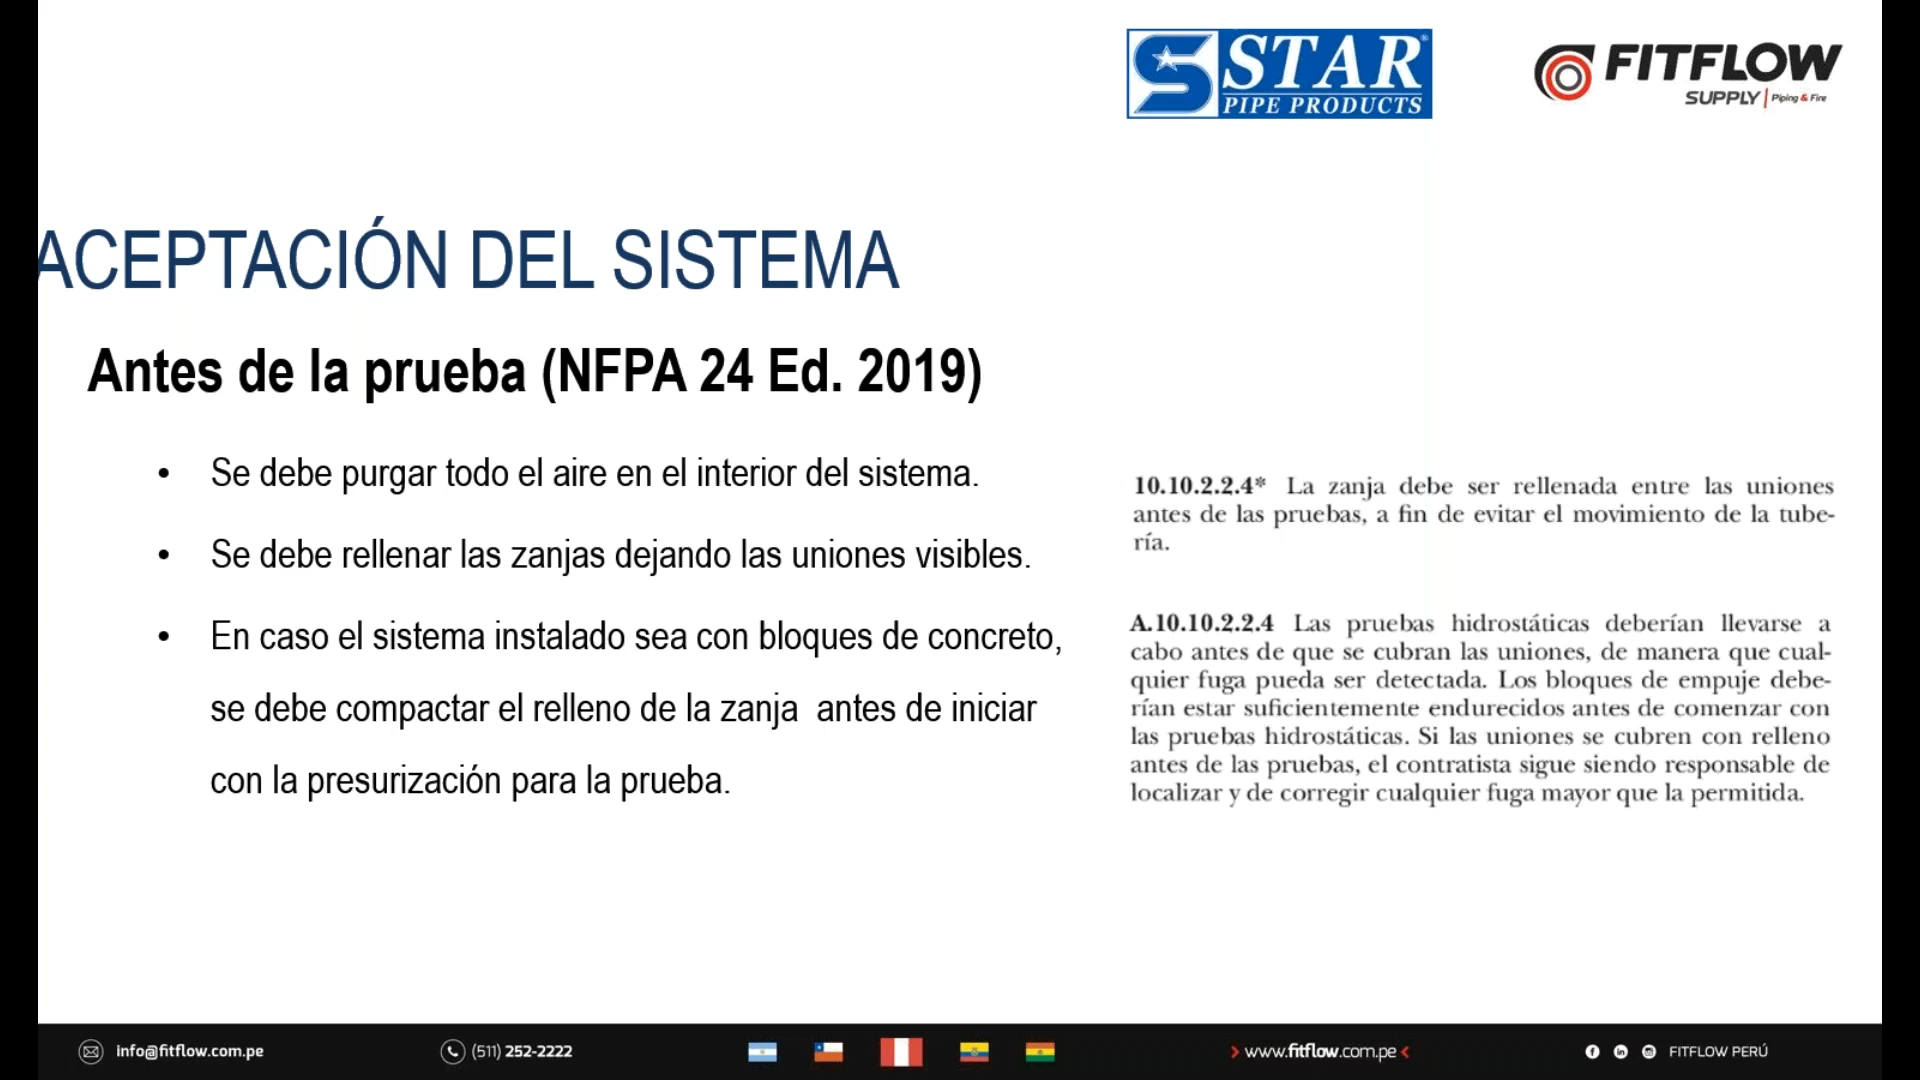 STAR
PIPE PRODUCTS
FITFLOW
SUPPLY | Piping & Fire
ACEPTACIÓN DEL SISTEMA
Antes de la prueba (NFPA 24 Ed. 2019)
• Se debe purgar todo el aire en el interior del sistema.
• Se debe rellenar las zanjas dejando las uniones visibles.
• En caso el sistema instalado sea con bloques de concreto,
se debe compactar el relleno de la zanja  antes de iniciar
con la presurización para la prueba.
10.10.2.2.4* La zanja debe ser rellenada entre las uniones
antes de las pruebas, a fin de evitar el movimiento de la tube-
ría.
A.10.10.2.2.4 Las pruebas hidrostáticas deberían llevarse a
cabo antes de que se cubran las uniones, de manera que cual-
quier fuga pueda ser detectada. Los bloques de empuje debe-
rían estar suficientemente endurecidos antes de comenzar con
las pruebas hidrostáticas. Si las uniones se cubren con relleno
antes de las pruebas, el contratista sigue siendo responsable de
localizar y de corregir cualquier fuga mayor que la permitida.
info@fitflow.com.pe
(511) 252-2222
www.fitflow.com.pe
FITFLOW PERÚ